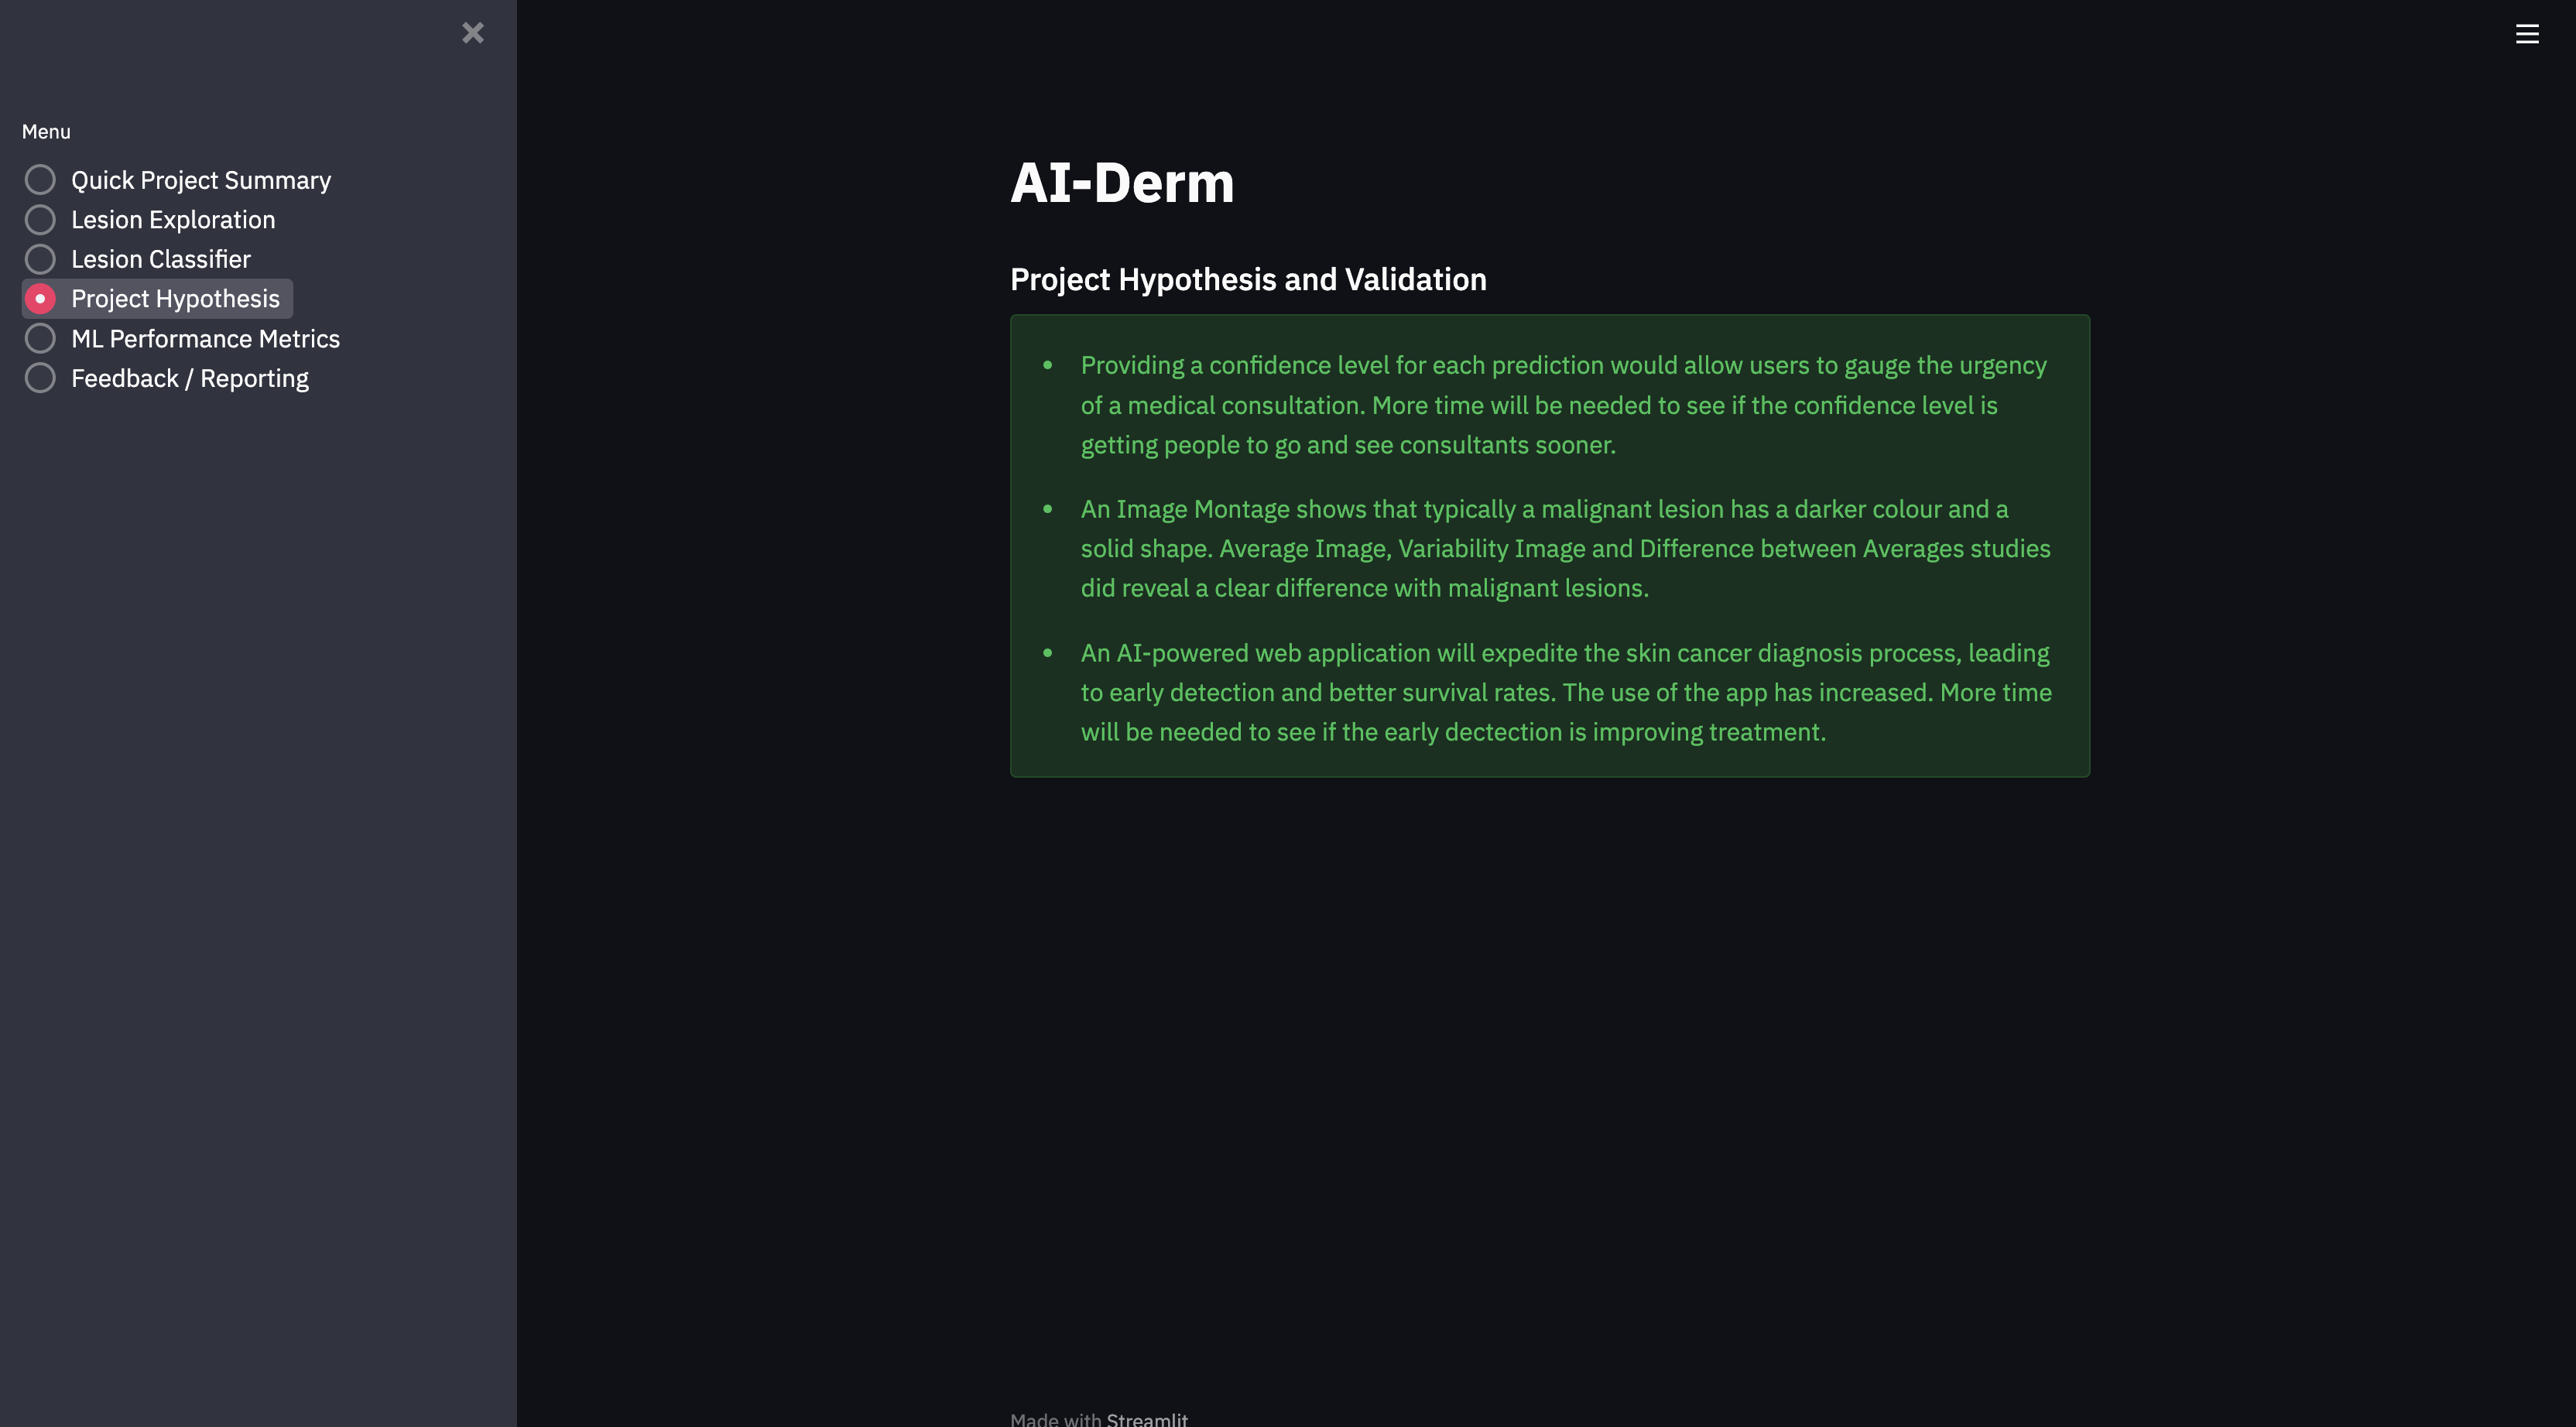 Menu
Quick Project Summary
Lesion Exploration
Lesion Classifier
Project Hypothesis
ML Performance Metrics
Feedback / Reporting
AI-Derm
Project Hypothesis and Validation
• Providing a confidence level for each prediction would allow users to gauge the urgency
of a medical consultation. More time will be needed to see if the confidence level is
getting people to go and see consultants sooner.
• An Image Montage shows that typically a malignant lesion has a darker colour and a
solid shape. Average Image, Variability Image and Difference between Averages studies
did reveal a clear difference with malignant lesions.
• An AI-powered web application will expedite the skin cancer diagnosis process, leading
to early detection and better survival rates. The use of the app has increased. More time
will be needed to see if the early dectection is improving treatment.
Made with Streamlit